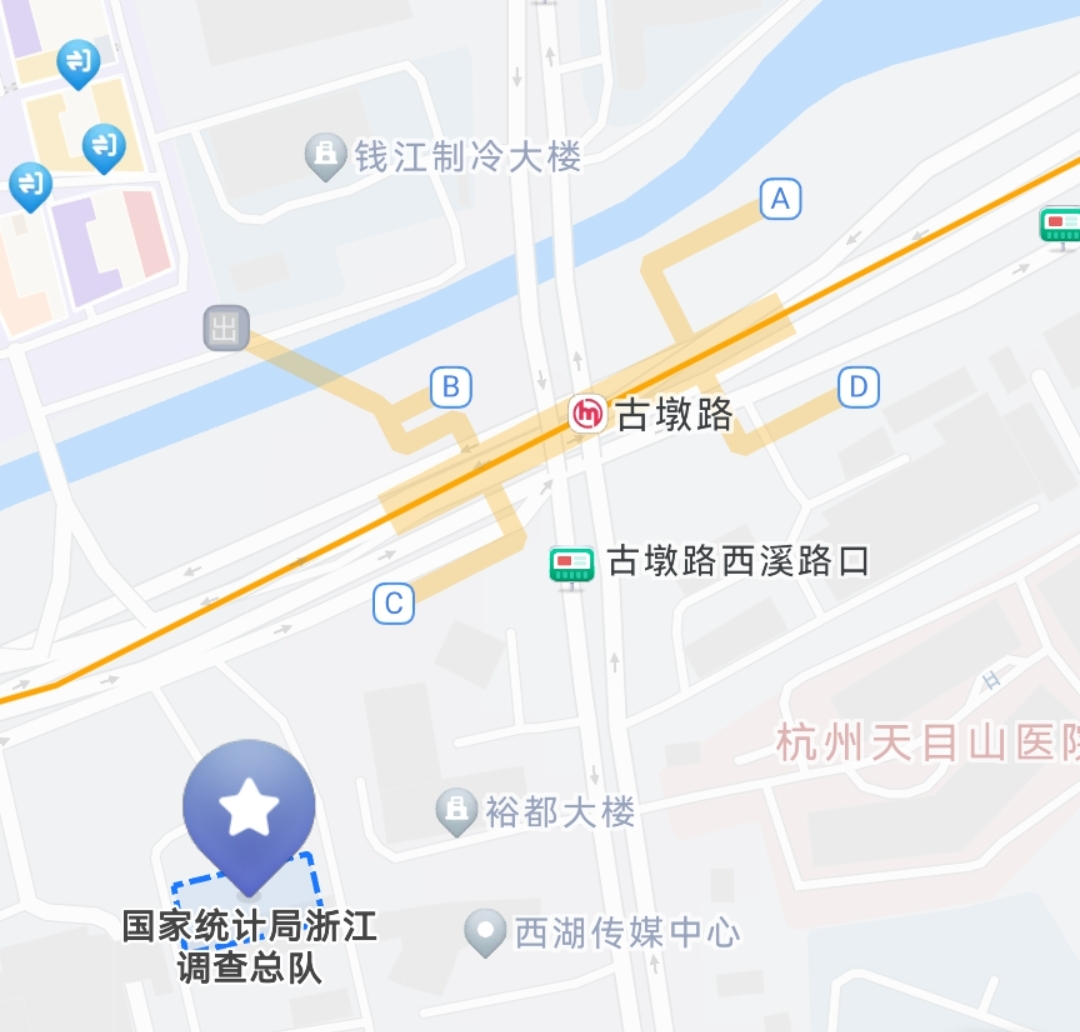 钱江制冷大楼
A
出
B
D
古墩路
古墩路西溪路口
C
杭州天目山医院
裕都大楼
国家统计局浙江
调查总队
西湖传媒中心